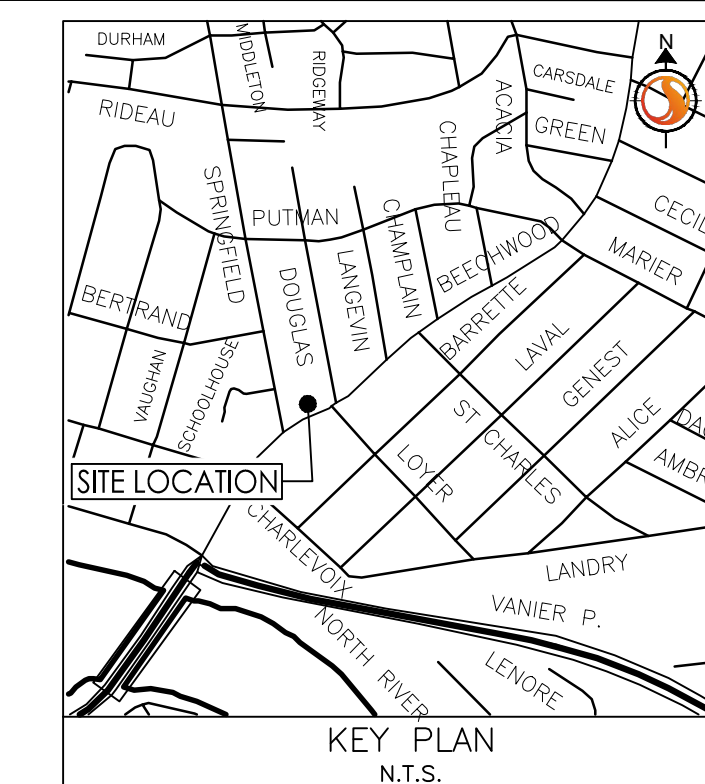 DURHAM
MIDDLETON
RIDGEWAY
N
CARSDALE
RIDEAU
ACACIA
GREEN
CHAPLEAU
SPRINGFIELD
PUTMAN
CHAMPLAIN
CECIL
BEECHWOOD
MARIER
LANGEVIN
DOUGLAS
BERTRAND
BARRETTE
LAVAL
VAUGHAN
SCHOOLHOUSE
GENEST
ALICE
ST CHARLES
LOYER
AMBR
SITE LOCATION
CHARLEVOIX
LANDRY
VANIER P.
NORTH RIVER
LENORE
KEY PLAN
N.T.S.